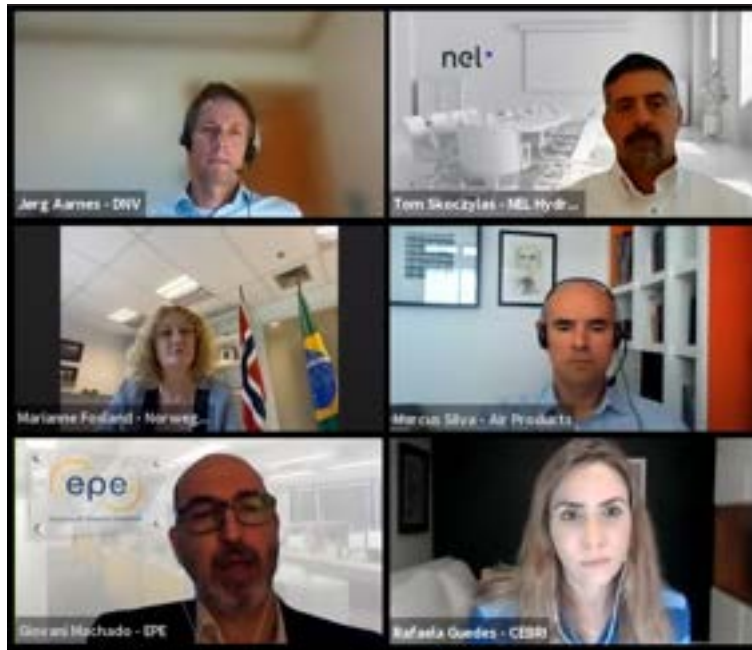 Jørg Aarnes - DNV
nel
Tom Skoczylas - NEL Hydr...
Marianne Fosland - Norweg...
Marcus Silva - Air Products
epe
Giovani Machado - EPE
Rafaela Guedes - CEBRI